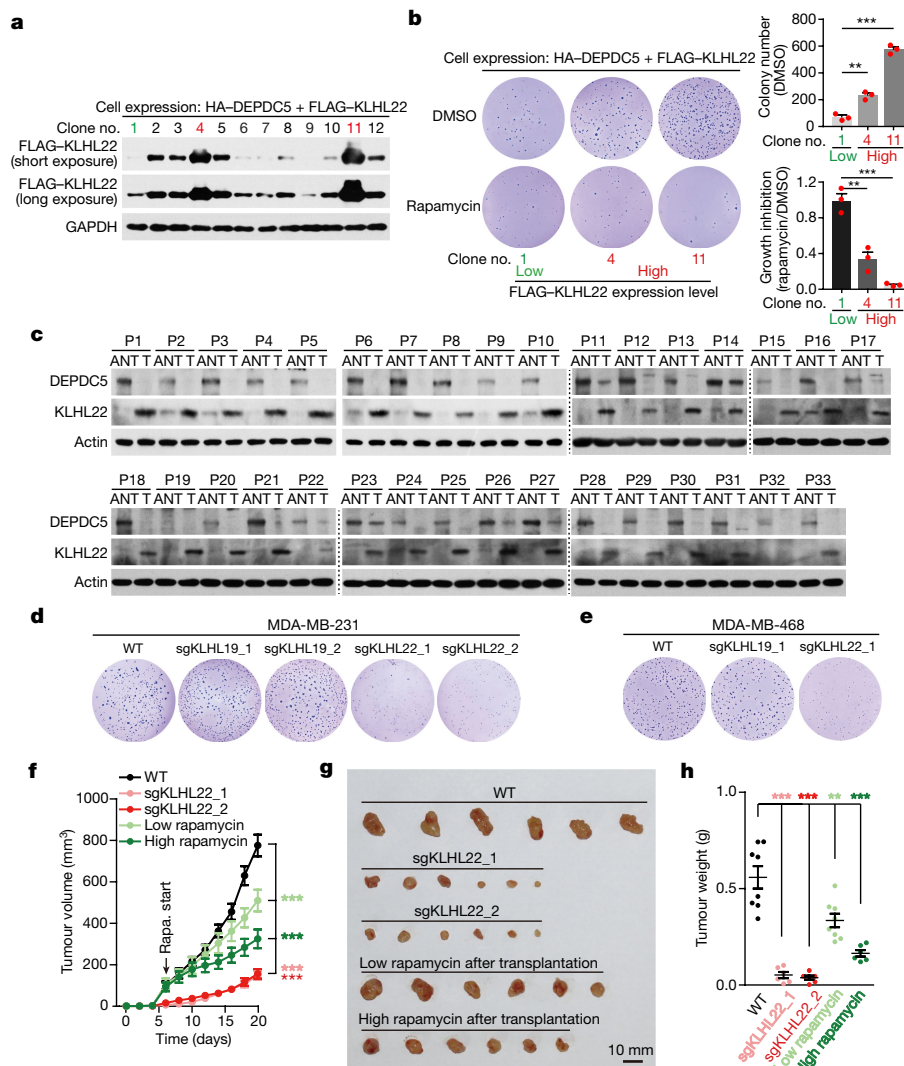 a
Cell expression: HA–DEPDC5 + FLAG–KLHL22
Clone no. 1 2 3 4 5 6 7 8 9 10 11 12
FLAG–KLHL22
(short exposure)
FLAG–KLHL22
(long exposure)
GAPDH
b
Cell expression: HA–DEPDC5 + FLAG–KLHL22
DMSO
Rapamycin
Clone no. 1 4 11
Low High
FLAG–KLHL22 expression level
Colony number
(DMSO)
800
600
400
200
0
***
**
Clone no. 1 4 11
Low High
Growth inhibition
(rapamycin/DMSO)
1.2
0.8
0.4
0
***
**
Clone no. 1 4 11
Low High
c
P1 P2 P3 P4 P5 P6 P7 P8 P9 P10 P11 P12 P13 P14 P15 P16 P17
ANT T ANT T ANT T ANT T ANT T ANT T ANT T ANT T ANT T ANT T ANT T ANT T ANT T ANT T ANT T ANT T ANT T
DEPDC5
KLHL22
Actin
P18 P19 P20 P21 P22 P23 P24 P25 P26 P27 P28 P29 P30 P31 P32 P33
ANT T ANT T ANT T ANT T ANT T ANT T ANT T ANT T ANT T ANT T ANT T ANT T ANT T ANT T ANT T ANT T
DEPDC5
KLHL22
Actin
d
MDA-MB-231
WT sgKLHL19_1 sgKLHL19_2 sgKLHL22_1 sgKLHL22_2
e
MDA-MB-468
WT sgKLHL19_1 sgKLHL22_1
f
WT
sgKLHL22_1
sgKLHL22_2
Low rapamycin
High rapamycin
Tumour volume (mm³)
1000
800
600
400
200
0
Rapa. start
***
***
***
***
0 5 10 15 20
Time (days)
g
WT
sgKLHL22_1
sgKLHL22_2
Low rapamycin after transplantation
High rapamycin after transplantation
10 mm
h
Tumour weight (g)
1.0
0.5
0.0
*** *** ** ***
WT
sgKLHL22_1
sgKLHL22_2
rapamycin
rapamycin